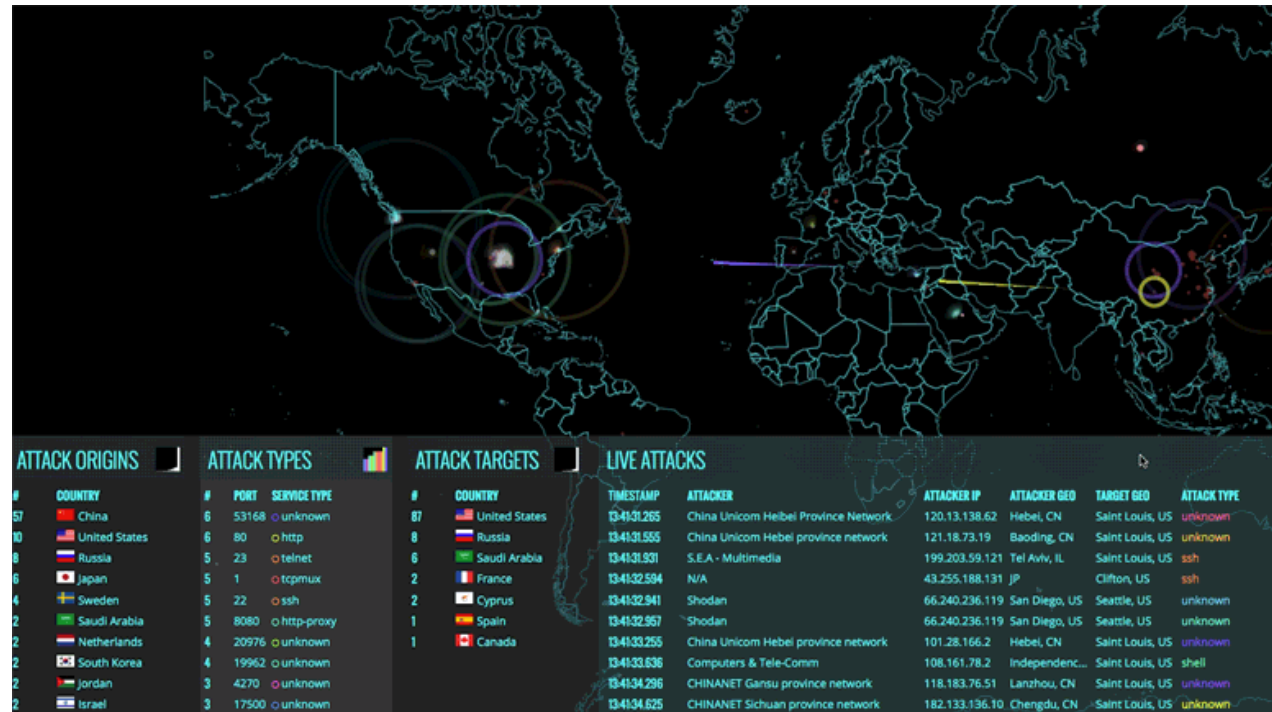 ATTACK ORIGINS
# COUNTRY
57 China
10 United States
8 Russia
6 Japan
4 Sweden
2 Saudi Arabia
2 Netherlands
2 South Korea
2 Jordan
2 Israel
ATTACK TYPES
# PORT SERVICE TYPE
6 53168 unknown
6 80 http
5 23 telnet
5 1 tcpmux
5 22 ssh
5 8080 http-proxy
4 20976 unknown
4 19962 unknown
3 4270 unknown
3 17500 unknown
ATTACK TARGETS
# COUNTRY
87 United States
8 Russia
6 Saudi Arabia
2 France
2 Cyprus
1 Spain
1 Canada
LIVE ATTACKS
TIMESTAMP ATTACKER ATTACKER IP ATTACKER GEO TARGET GEO ATTACK TYPE
13:41:31.265 China Unicom Heibei Province Network 120.13.138.62 Hebei, CN Saint Louis, US unknown
13:41:31.555 China Unicom Hebei province network 121.18.73.19 Baoding, CN Saint Louis, US unknown
13:41:31.931 S.E.A - Multimedia 199.203.59.121 Tel Aviv, IL Saint Louis, US ssh
13:41:32.594 N/A 43.255.188.131 JP Clifton, US ssh
13:41:32.941 Shodan 66.240.236.119 San Diego, US Seattle, US unknown
13:41:32.957 Shodan 66.240.236.119 San Diego, US Seattle, US unknown
13:41:33.255 China Unicom Hebei province network 101.28.166.2 Hebei, CN Saint Louis, US unknown
13:41:33.636 Computers & Tele-Comm 108.161.78.2 Independenc... Saint Louis, US shell
13:41:34.296 CHINANET Gansu province network 118.183.76.51 Lanzhou, CN Saint Louis, US unknown
13:41:34.625 CHINANET Sichuan province network 182.133.136.10 Chengdu, CN Saint Louis, US unknown